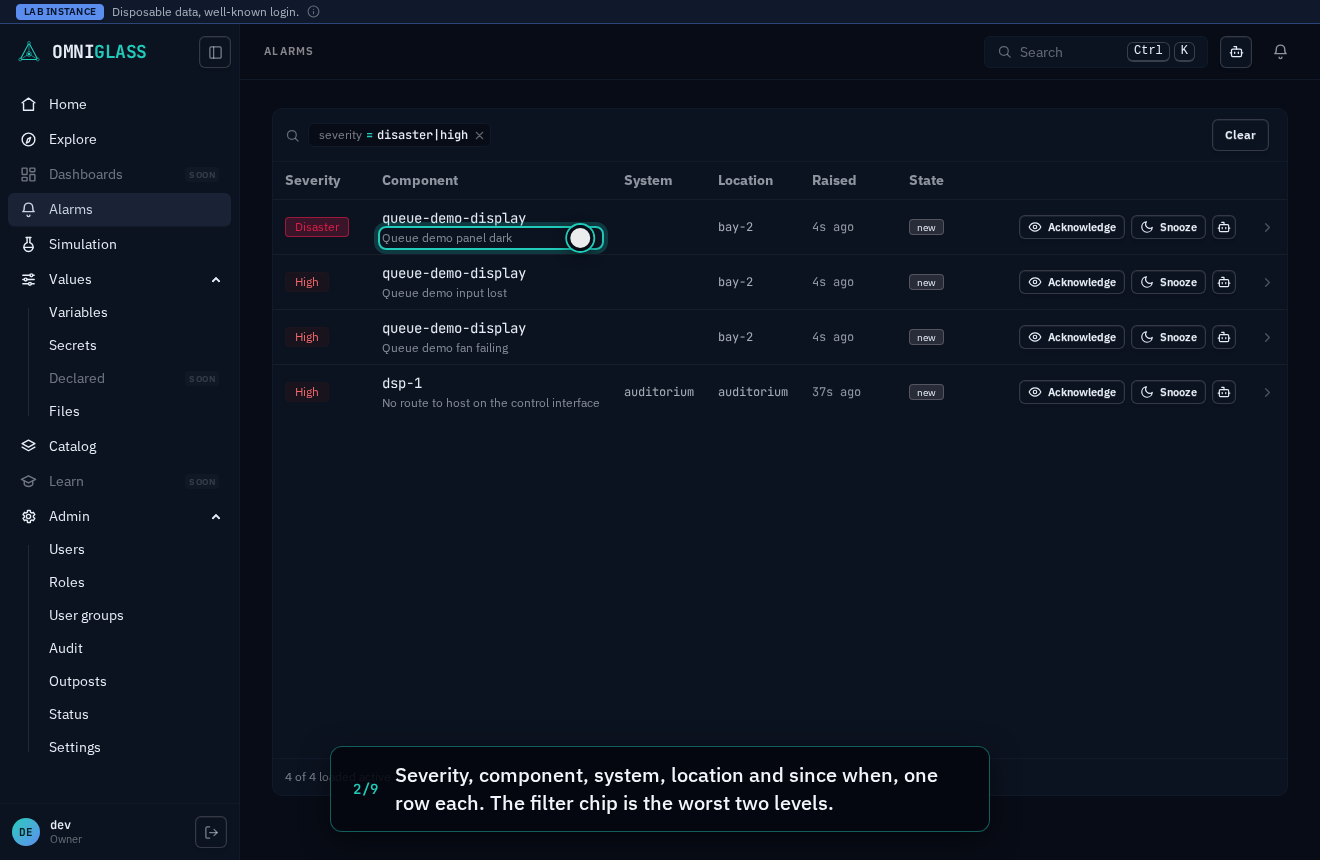 LAB INSTANCE Disposable data, well-known login.
OMNIGLASS
ALARMS
Search Ctrl K
Home
Explore
Dashboards SOON
Alarms
Simulation
Values
Variables
Secrets
Declared SOON
Files
Catalog
Learn SOON
Admin
Users
Roles
User groups
Audit
Outposts
Status
Settings
DE dev
Owner
severity = disaster|high
Clear
Severity Component System Location Raised State
Disaster queue-demo-display bay-2 4s ago new Acknowledge Snooze
Queue demo panel dark
High queue-demo-display bay-2 4s ago new Acknowledge Snooze
Queue demo input lost
High queue-demo-display bay-2 4s ago new Acknowledge Snooze
Queue demo fan failing
High dsp-1 auditorium auditorium 37s ago new Acknowledge Snooze
No route to host on the control interface
4 of 4 loaded active
2/9 Severity, component, system, location and since when, one
row each. The filter chip is the worst two levels.